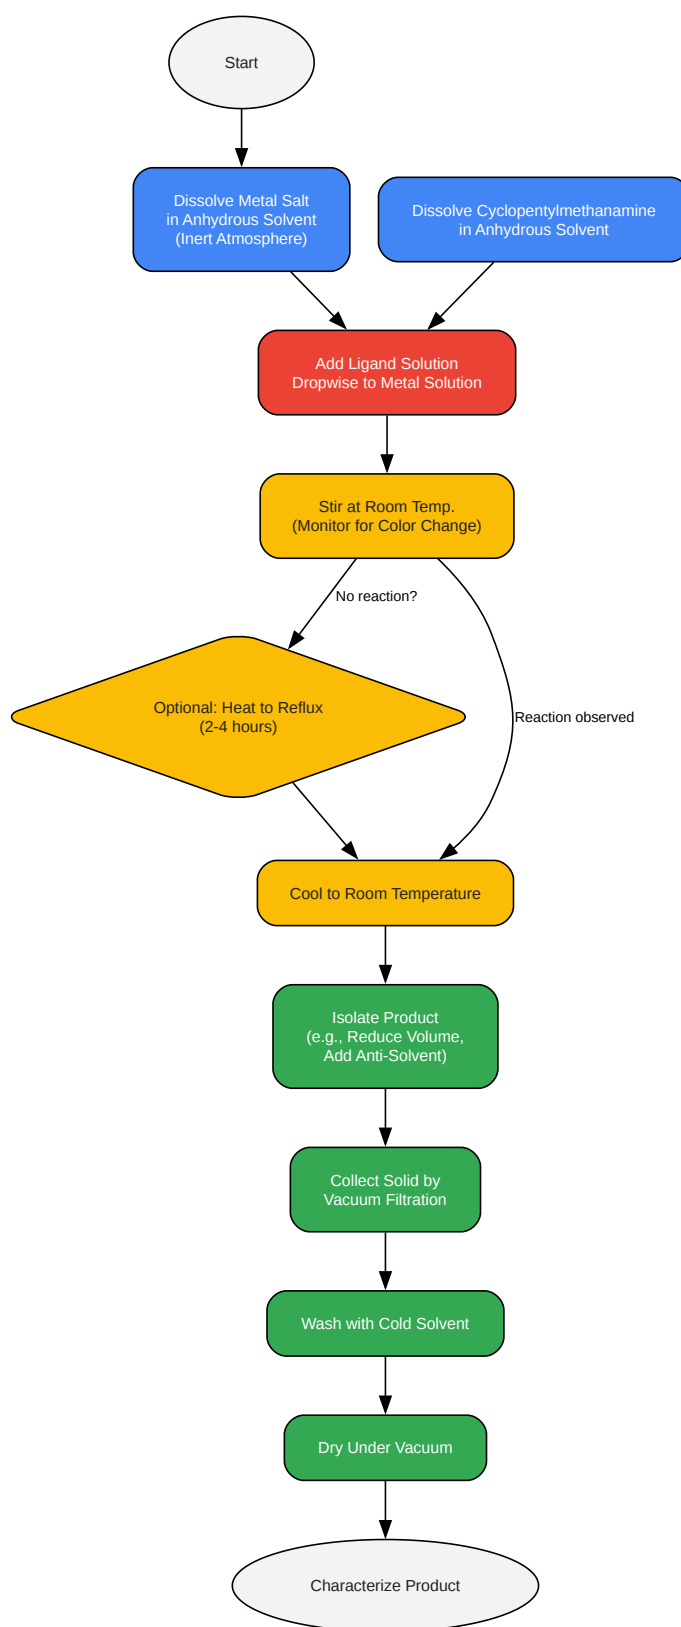 Start
Dissolve Metal Salt
in Anhydrous Solvent
(Inert Atmosphere)
Dissolve Cyclopentylmethanamine
in Anhydrous Solvent
Add Ligand Solution
Dropwise to Metal Solution
Stir at Room Temp.
(Monitor for Color Change)
No reaction?
Optional: Heat to Reflux
(2-4 hours)
Reaction observed
Cool to Room Temperature
Isolate Product
(e.g., Reduce Volume,
Add Anti-Solvent)
Collect Solid by
Vacuum Filtration
Wash with Cold Solvent
Dry Under Vacuum
Characterize Product